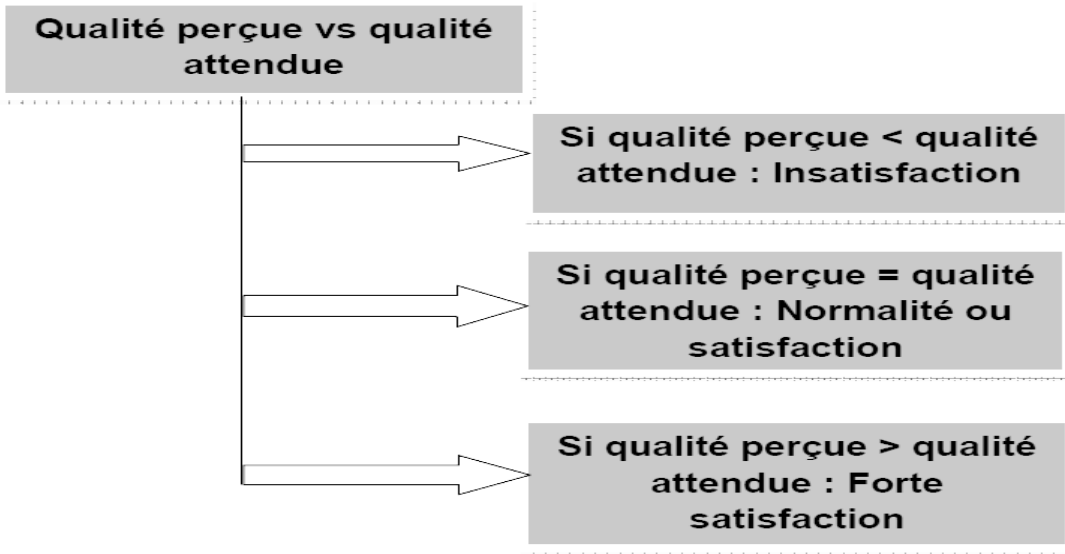 Qualité perçue vs qualité
attendue
Si qualité perçue < qualité
attendue : Insatisfaction
Si qualité perçue = qualité
attendue : Normalité ou
satisfaction
Si qualité perçue > qualité
attendue : Forte
satisfaction